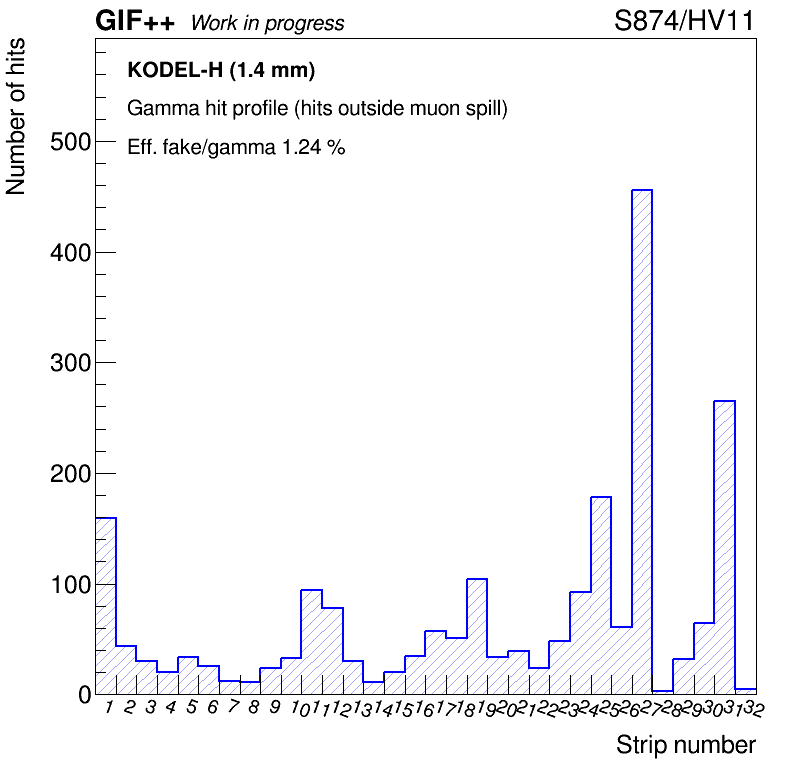 GIF++ Work in progress S874/HV11
Number of hits
KODEL-H (1.4 mm)
Gamma hit profile (hits outside muon spill)
Eff. fake/gamma 1.24 %
500
400
300
200
100
0
1 2 3 4 5 6 7 8 9 10 11 12 13 14 15 16 17 18 19 20 21 22 23 24 25 26 27 28 29 30 31 32
Strip number